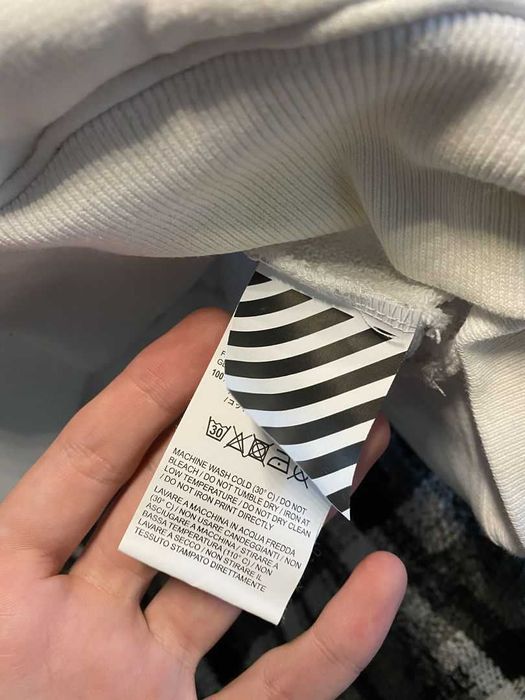 100
30
MACHINE WASH COLD (30° C) / DO NOT
BLEACH / DO NOT TUMBLE DRY / IRON AT
LOW TEMPERATURE / DO NOT DRY CLEAN
/ DO NOT IRON PRINT DIRECTLY
LAVARE A MACCHINA IN ACQUA FREDDA
(30° C) / NON USARE CANDEGGIANTI / NON
ASCIUGARE A MACCHINA / STIRARE A
BASSA TEMPERATURA (110° C) / NON
LAVARE A SECCO / NON STIRARE IL
TESSUTO STAMPATO DIRETTAMENTE